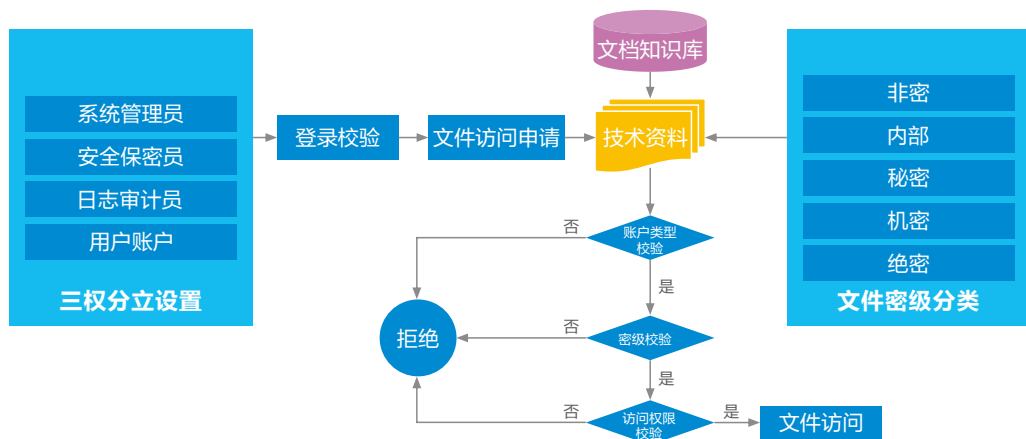 文档知识库
系统管理员
安全保密员
日志审计员
用户账户
三权分立设置
登录校验
文件访问申请
技术资料
非密
内部
秘密
机密
绝密
文件密级分类
否
账户类型
校验
是
拒绝
否
密级校验
是
否
访问权限
校验
是
文件访问